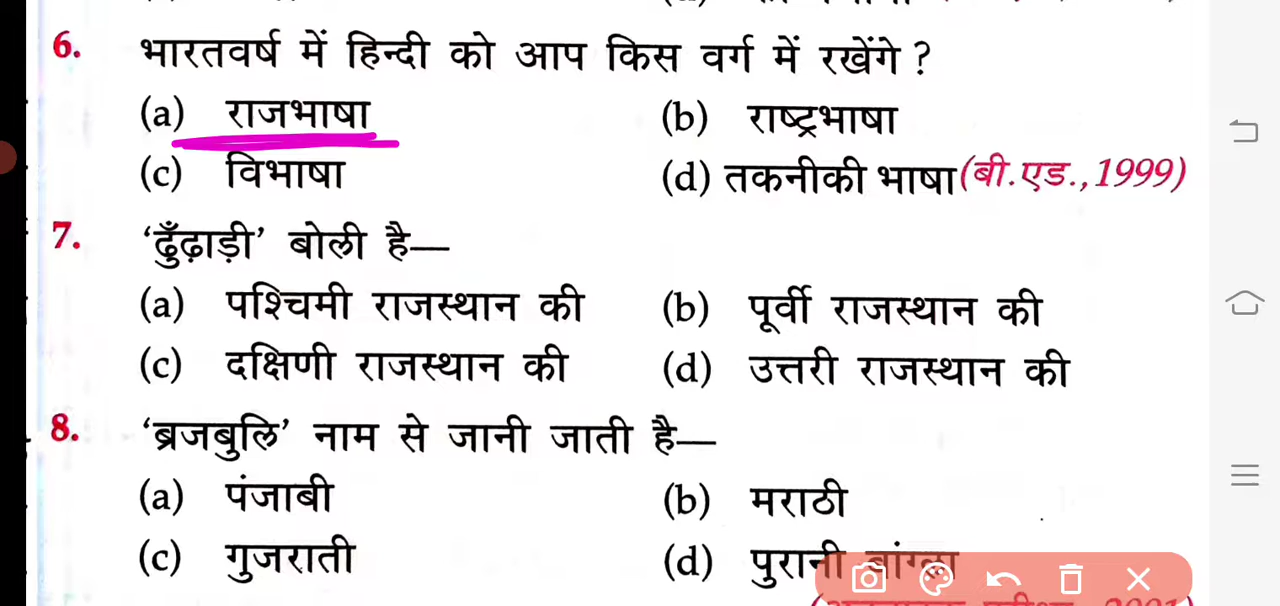 6. भारतवर्ष में हिन्दी को आप किस वर्ग में रखेंगे ?
(a) राजभाषा (b) राष्ट्रभाषा
(c) विभाषा (d) तकनीकी भाषा (बी.एड., 1999)
7. ‘ढुँढ़ाड़ी’ बोली है—
(a) पश्चिमी राजस्थान की (b) पूर्वी राजस्थान की
(c) दक्षिणी राजस्थान की (d) उत्तरी राजस्थान की
8. ‘ब्रजबुलि’ नाम से जानी जाती है—
(a) पंजाबी (b) मराठी
(c) गुजराती (d) पुरानी बांग्ला